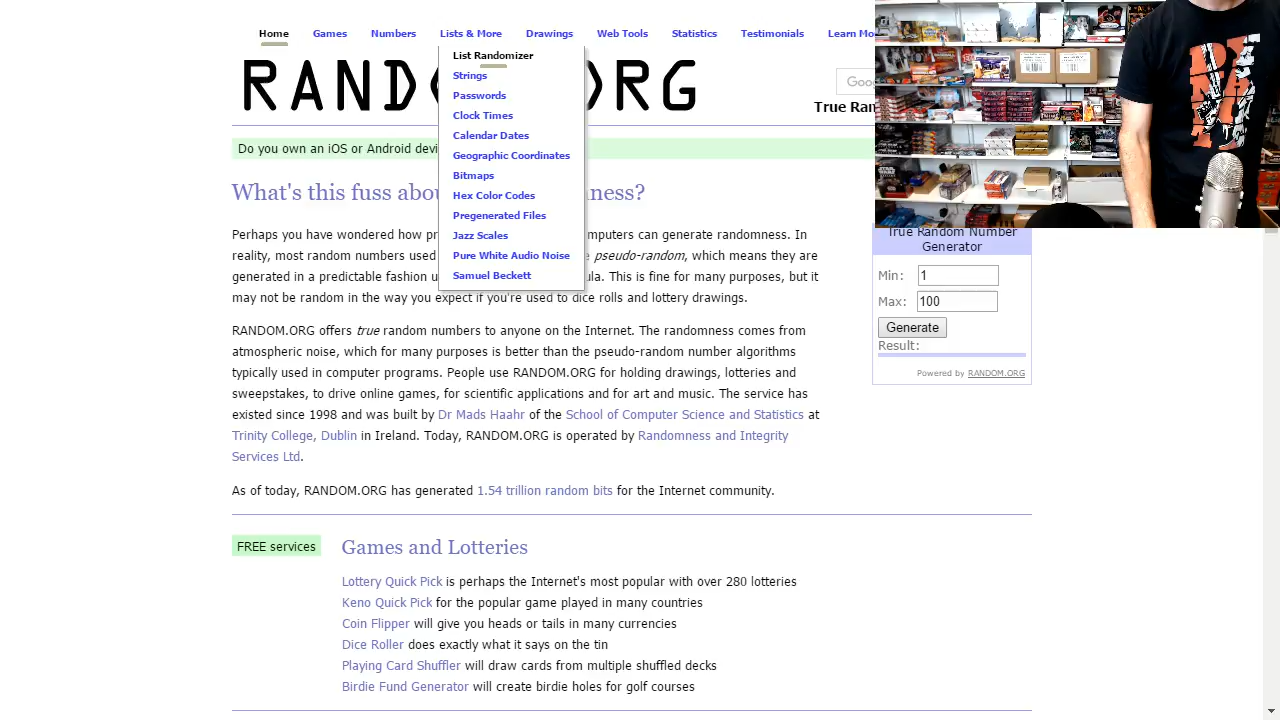 Home Games Numbers Lists & More Drawings Web Tools Statistics Testimonials Learn Mo
List Randomizer
Strings
Passwords
Clock Times
Calendar Dates
Geographic Coordinates
Bitmaps
Hex Color Codes
Pregenerated Files
Jazz Scales
Pure White Audio Noise
Samuel Beckett
RAND RG
Goo
True Ran
Do you own an iOS or Android devi
What's this fuss abou nness?
Perhaps you have wondered how pr mputers can generate randomness. In
reality, most random numbers used pseudo-random, which means they are
generated in a predictable fashion u ula. This is fine for many purposes, but it
may not be random in the way you expect if you're used to dice rolls and lottery drawings.
RANDOM.ORG offers true random numbers to anyone on the Internet. The randomness comes from
atmospheric noise, which for many purposes is better than the pseudo-random number algorithms
typically used in computer programs. People use RANDOM.ORG for holding drawings, lotteries and
sweepstakes, to drive online games, for scientific applications and for art and music. The service has
existed since 1998 and was built by Dr Mads Haahr of the School of Computer Science and Statistics at
Trinity College, Dublin in Ireland. Today, RANDOM.ORG is operated by Randomness and Integrity
Services Ltd.
As of today, RANDOM.ORG has generated 1.54 trillion random bits for the Internet community.
True Random Number
Generator
Min: 1
Max: 100
Generate
Result:
Powered by RANDOM.ORG
FREE services
Games and Lotteries
Lottery Quick Pick is perhaps the Internet's most popular with over 280 lotteries
Keno Quick Pick for the popular game played in many countries
Coin Flipper will give you heads or tails in many currencies
Dice Roller does exactly what it says on the tin
Playing Card Shuffler will draw cards from multiple shuffled decks
Birdie Fund Generator will create birdie holes for golf courses